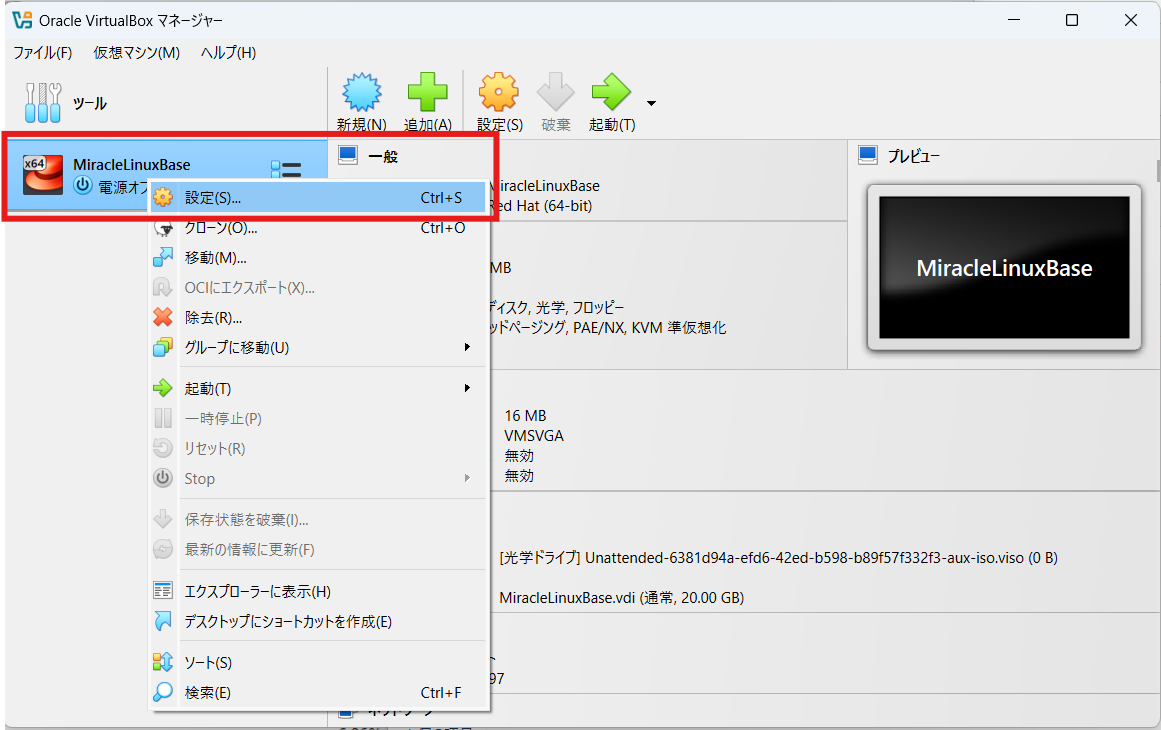 Oracle VirtualBox マネージャー
ファイル(F) 仮想マシン(M) ヘルプ(H)
ツール
新規(N) 追加(A) 設定(S) 破棄 起動(T)
x64
MiracleLinuxBase
電源オフ
設定(S)... Ctrl+S
クローン(O)... Ctrl+O
移動(M)...
OCIにエクスポート(X)...
除去(R)...
グループに移動(U)
起動(T)
一時停止(P)
リセット(R)
Stop
保存状態を破棄(I)...
最新の情報に更新(F)
エクスプローラーに表示(H)
デスクトップにショートカットを作成(E)
ソート(S)
検索(E) Ctrl+F
一般
MiracleLinuxBase
Red Hat (64-bit)
MB
ディスク, 光学, フロッピー
ッドページング, PAE/NX, KVM 準仮想化
16 MB
VMSVGA
無効
無効
[光学ドライブ] Unattended-6381d94a-efd6-42ed-b598-b89f57332f3-aux-iso.viso (0 B)
MiracleLinuxBase.vdi (通常, 20.00 GB)
97
ネットワーク
プレビュー
MiracleLinuxBase